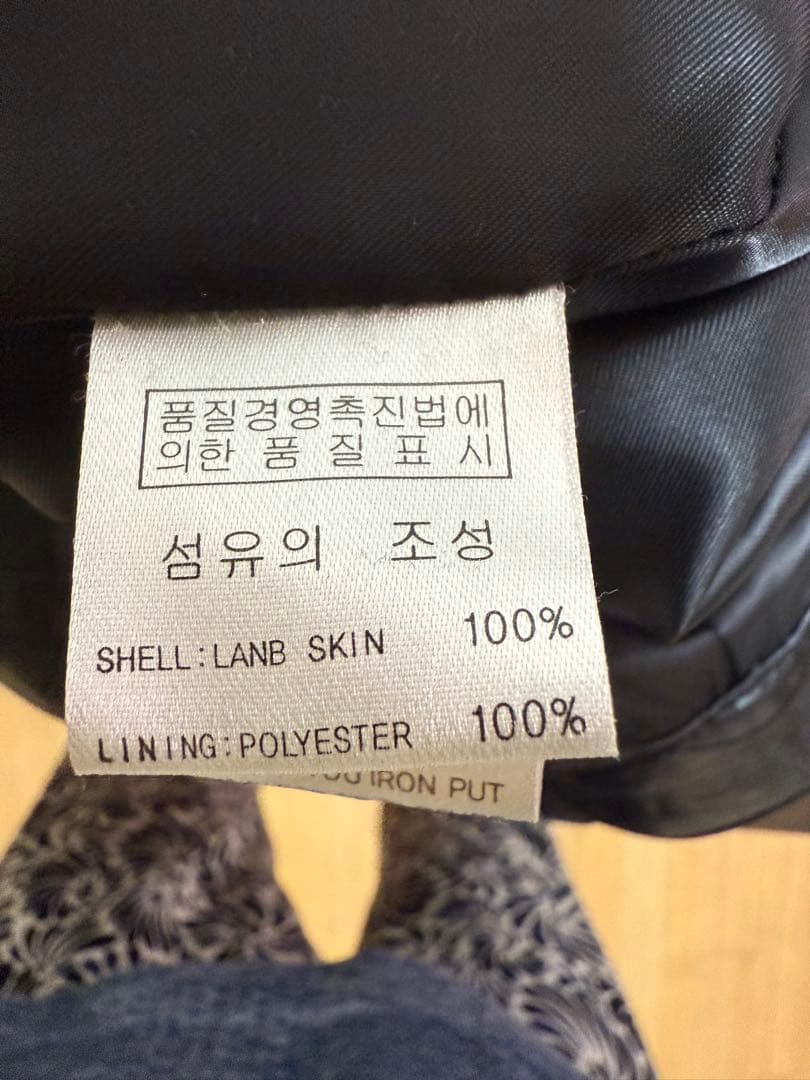 품질경영촉진법에
의한 품 질 표 시
섬유의 조성
SHELL:LANB SKIN 100%
LINING:POLYESTER 100%
IRON PUT